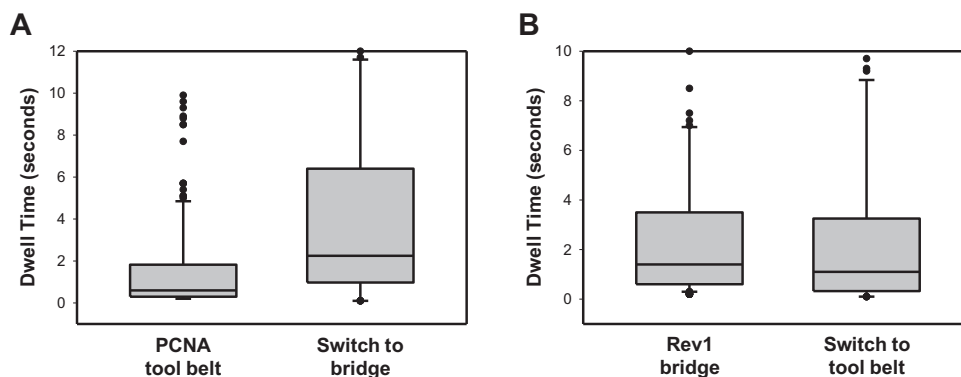 A
B
Dwell Time (seconds)
12
10
8
6
4
2
0
PCNA
tool belt
Switch to
bridge
Dwell Time (seconds)
10
8
6
4
2
0
Rev1
bridge
Switch to
tool belt